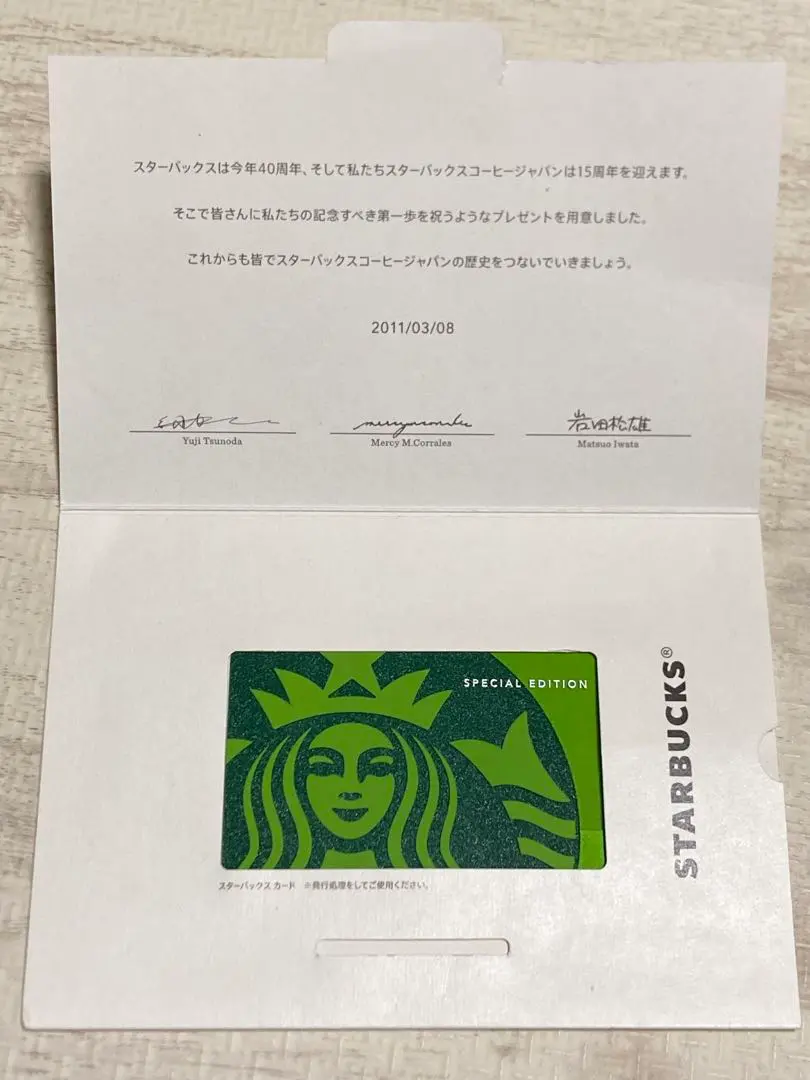 スターバックスは今年40周年、そして私たちスターバックスコーヒージャパンは15周年を迎えます。
そこで皆さんに私たちの記念すべき第一歩を祝うようなプレゼントを用意しました。
これからも皆でスターバックスコーヒージャパンの歴史をつないでいきましょう。
2011/03/08
岩田松雄
Yuji Tsunoda
Mercy M.Corrales
Matsuo Iwata
SPECIAL EDITION
STARBUCKS®
スターバックス カード ※発行処理をしてご使用ください。